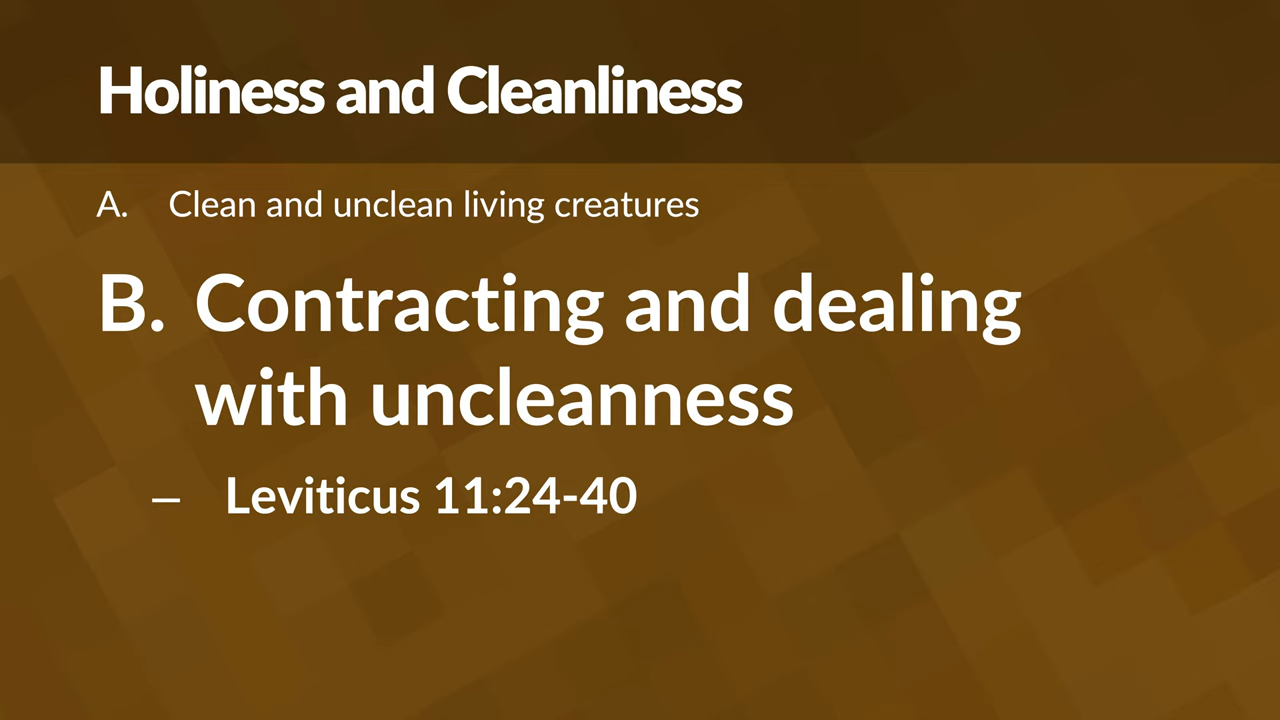 Holiness and Cleanliness
A. Clean and unclean living creatures
B. Contracting and dealing
with uncleanness
– Leviticus 11:24-40